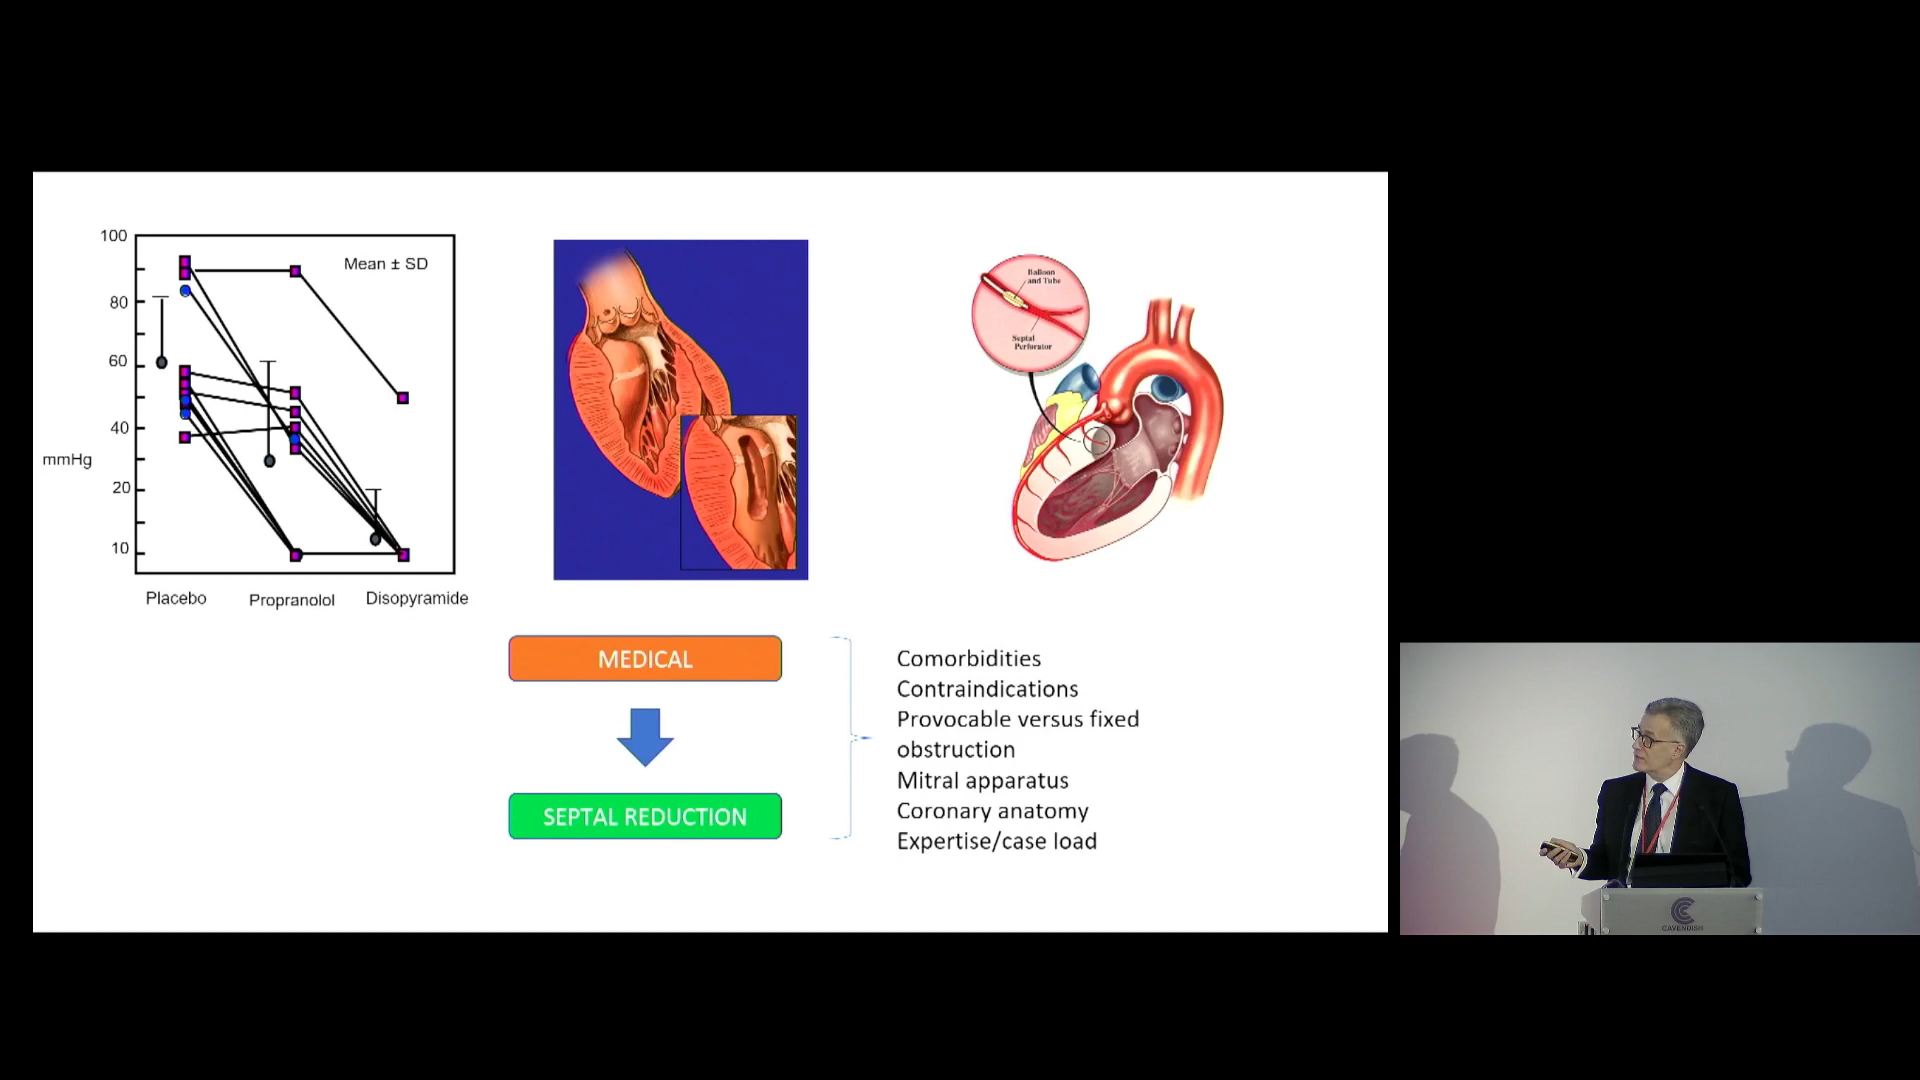 100
80
60
40
20
10
mmHg
Mean ± SD
Placebo
Propranolol
Disopyramide
Balloon
and Tube
Septal
Perforator
MEDICAL
SEPTAL REDUCTION
Comorbidities
Contraindications
Provocable versus fixed
obstruction
Mitral apparatus
Coronary anatomy
Expertise/case load
CAVENDISH